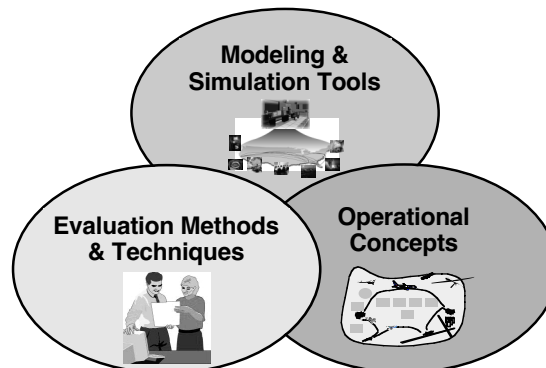 Modeling &
Simulation Tools
Evaluation Methods
& Techniques
Operational
Concepts